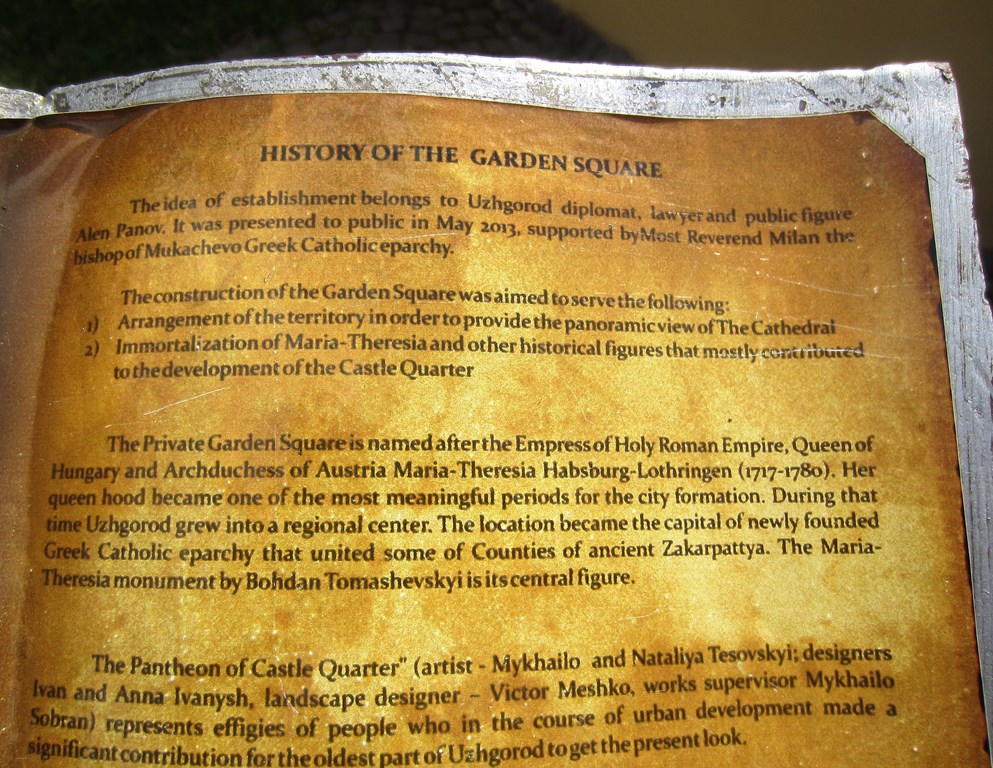 HISTORY OF THE GARDEN SQUARE
The idea of establishment belongs to Uzhgorod diplomat, lawyer and public figure
Alen Panov. It was presented to public in May 2013, supported by Most Reverend Milan the
bishop of Mukachevo Greek Catholic eparchy.
The construction of the Garden Square was aimed to serve the following:
1) Arrangement of the territory in order to provide the panoramic view of The Cathedral
2) Immortalization of Maria-Theresia and other historical figures that mostly contributed
to the development of the Castle Quarter
The Private Garden Square is named after the Empress of Holy Roman Empire, Queen of
Hungary and Archduchess of Austria Maria-Theresia Habsburg-Lothringen (1717-1780). Her
queen hood became one of the most meaningful periods for the city formation. During that
time Uzhgorod grew into a regional center. The location became the capital of newly founded
Greek Catholic eparchy that united some of Counties of ancient Zakarpattya. The Maria-
Theresia monument by Bohdan Tomashevskyi is its central figure.
The Pantheon of Castle Quarter" (artist - Mykhailo and Nataliya Tesovskyi; designers
Ivan and Anna Ivanysh, landscape designer – Victor Meshko, works supervisor Mykhailo
Sobran) represents effigies of people who in the course of urban development made a
significant contribution for the oldest part of Uzhgorod to get the present look.